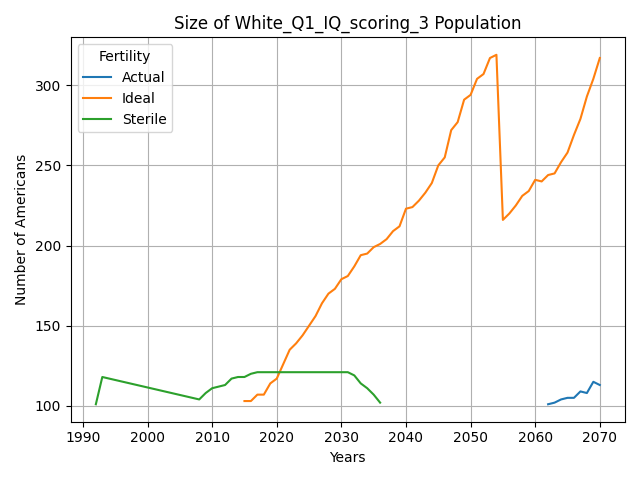 Size of White_Q1_IQ_scoring_3 Population
Fertility
Actual
Ideal
Sterile
Number of Americans
300
250
200
150
100
1990
2000
2010
2020
2030
2040
2050
2060
2070
Years